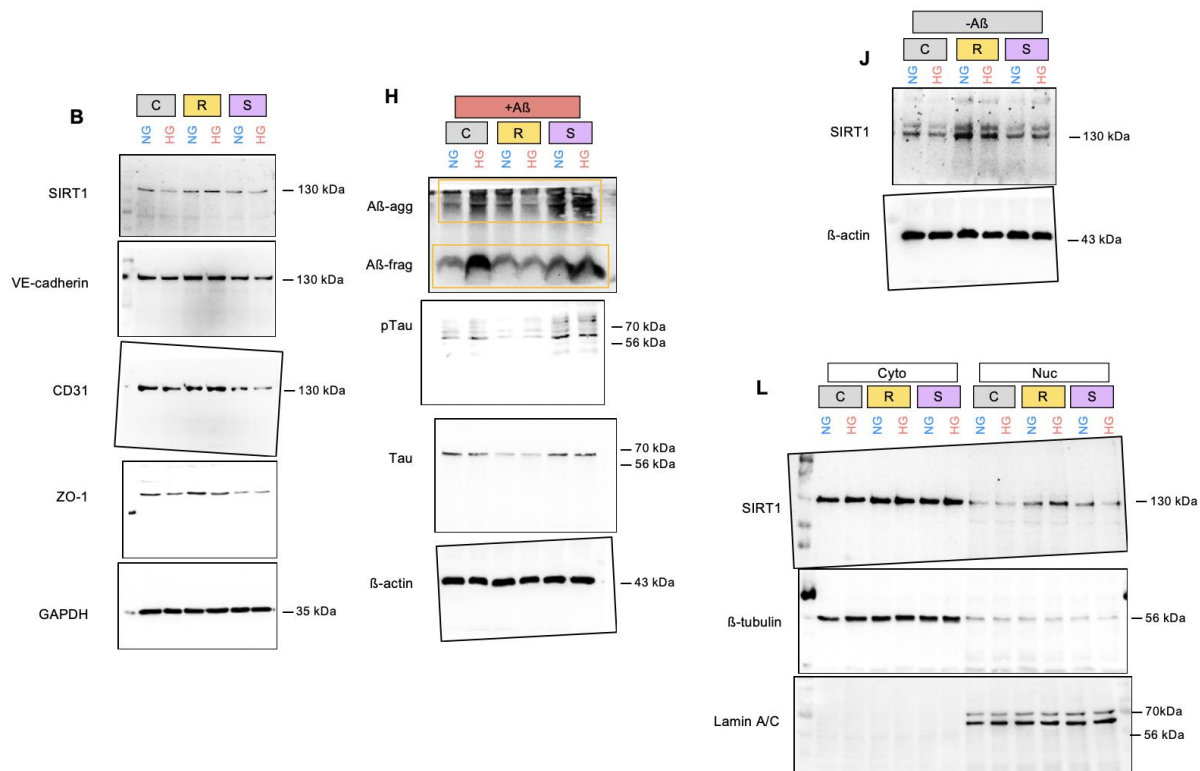 B
C R S
NG HG NG HG NG HG
SIRT1
130 kDa
VE-cadherin
130 kDa
CD31
130 kDa
ZO-1
GAPDH
35 kDa
H
+Aß
C R S
NG HG NG HG NG HG
Aß-agg
Aß-frag
pTau
70 kDa
56 kDa
Tau
70 kDa
56 kDa
ß-actin
43 kDa
J
-Aß
C R S
NG HG NG HG NG HG
SIRT1
130 kDa
ß-actin
43 kDa
L
Cyto Nuc
C R S C R S
NG HG NG HG NG HG NG HG NG HG NG HG
SIRT1
130 kDa
ß-tubulin
56 kDa
Lamin A/C
70kDa
56 kDa